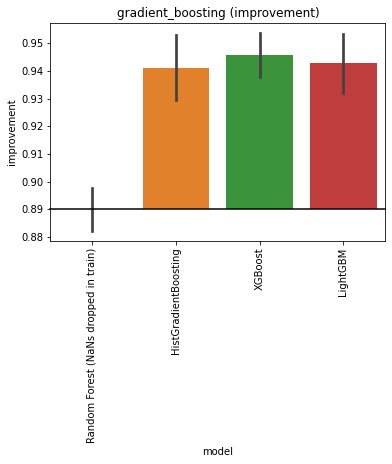 gradient_boosting (improvement)
improvement
0.95
0.94
0.93
0.92
0.91
0.90
0.89
0.88
Random Forest (NaNs dropped in train)
HistGradientBoosting
XGBoost
LightGBM
model